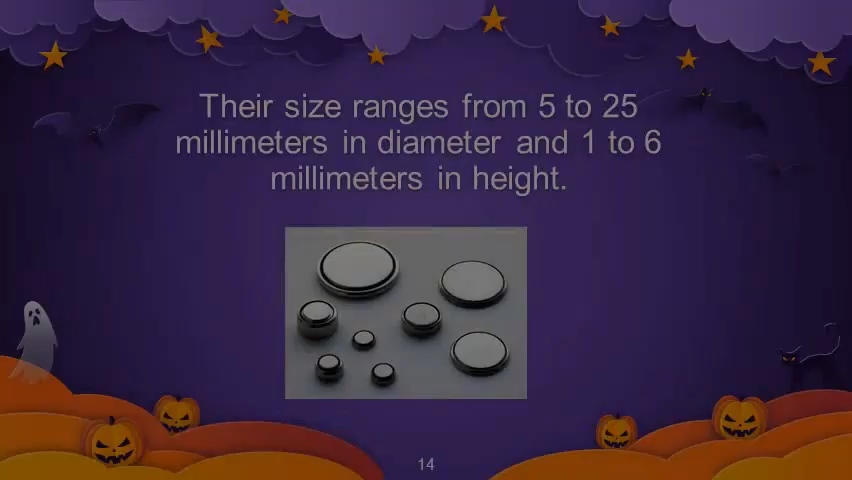 Their size ranges from 5 to 25
millimeters in diameter and 1 to 6
millimeters in height.
14